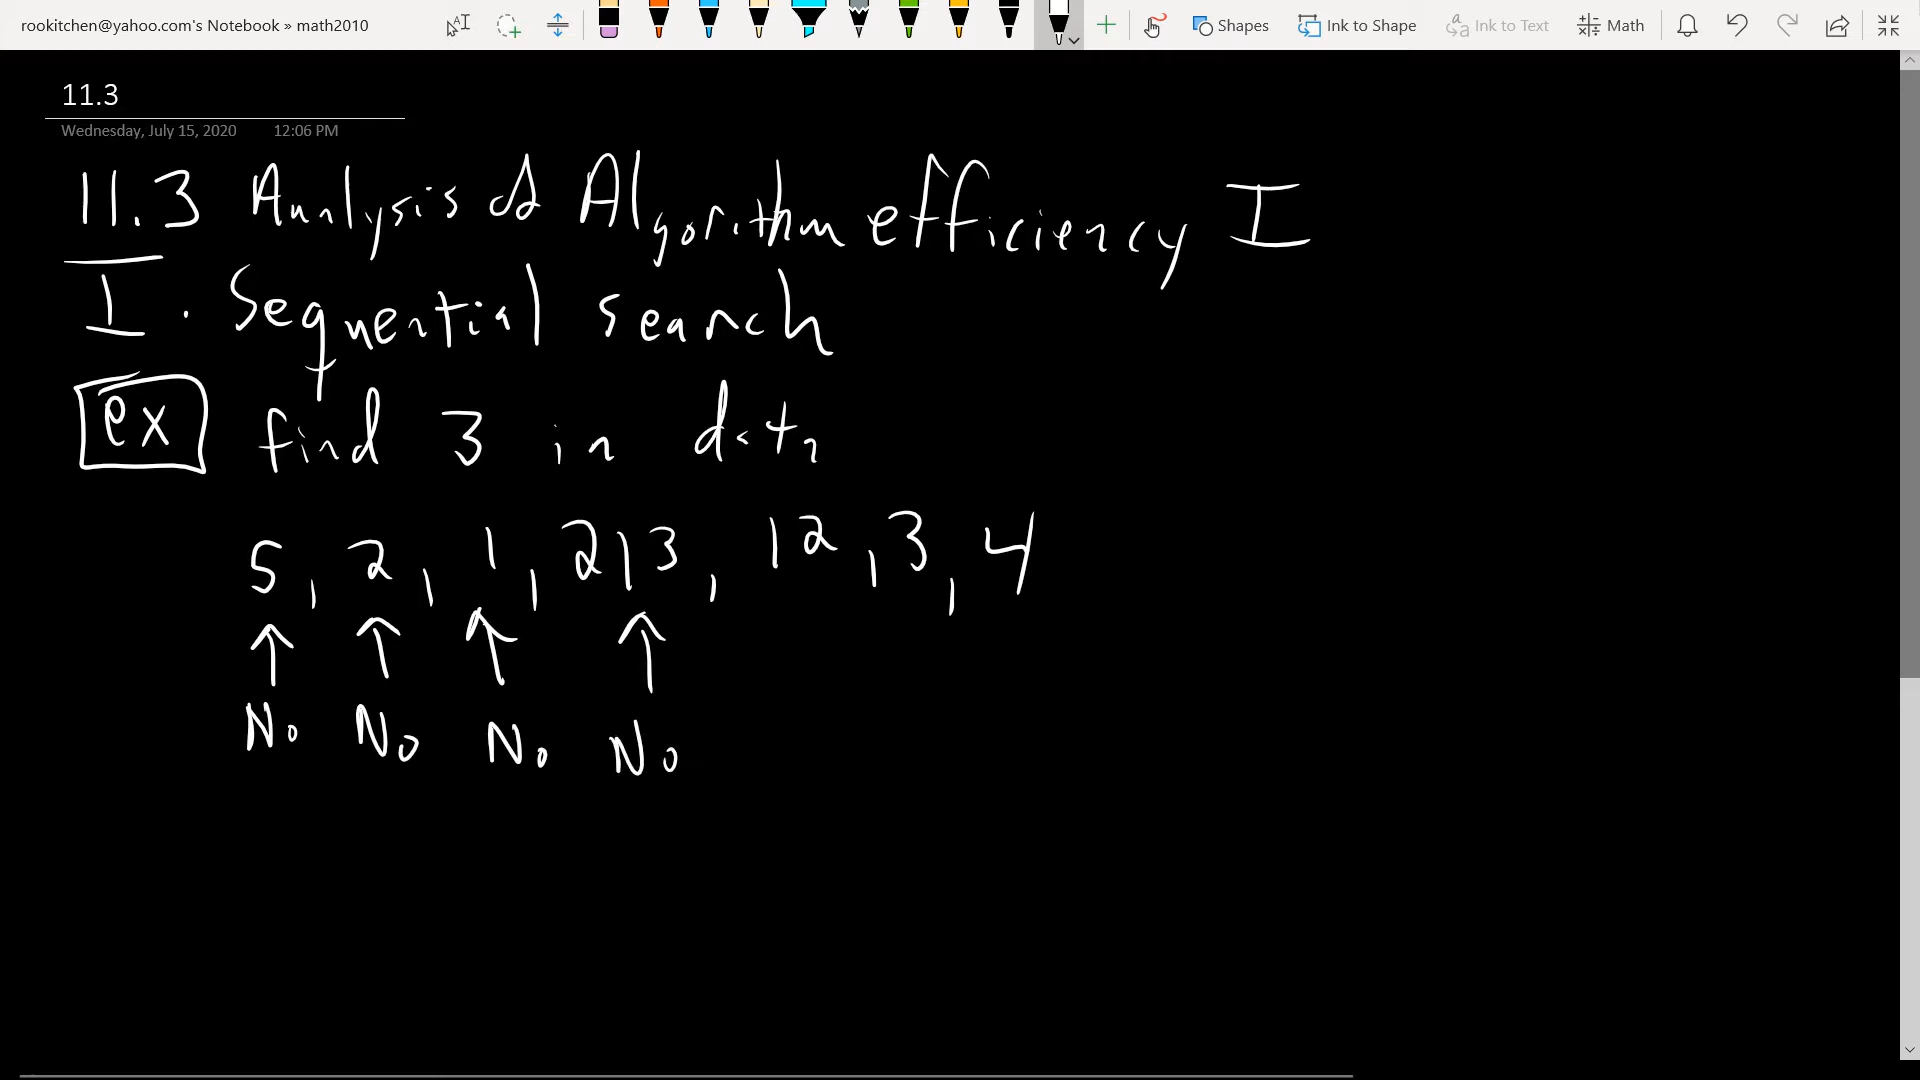 rookitchen@yahoo.com's Notebook » math2010
Shapes Ink to Shape Ink to Text Math
11.3
Wednesday, July 15, 2020 12:06 PM
11.3 Analysis of Algorithm efficiency I
I. Sequential search
ex find 3 in data
5, 2, 1, 213, 12, 3, 4
↑ ↑ ↑ ↑
No No No No